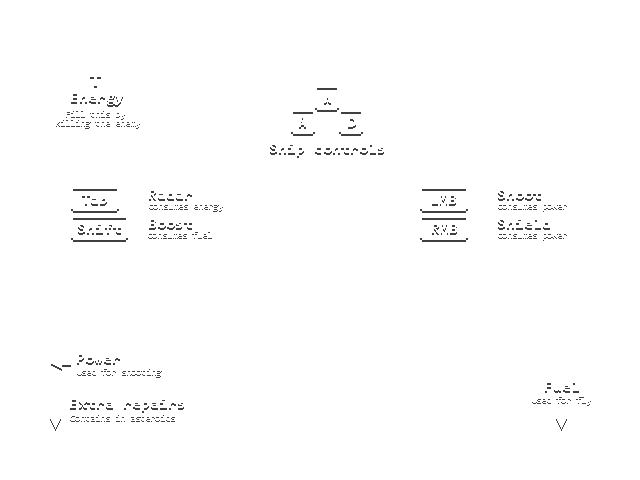 Energy
Fill this by
killing the enemy
W
A D
Ship controls
Tab Radar
consumes energy
Shift Boost
consumes fuel
LMB Shoot
consumes power
RMB Shield
consumes power
Power
used for shooting
Extra repairs
Contains in asteroids
Fuel
used for fly